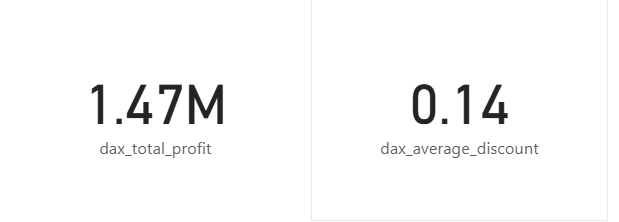 1.47M
dax_total_profit
0.14
dax_average_discount